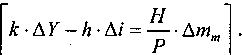 [k · ΔY − h · Δi = H/P · Δm_m].